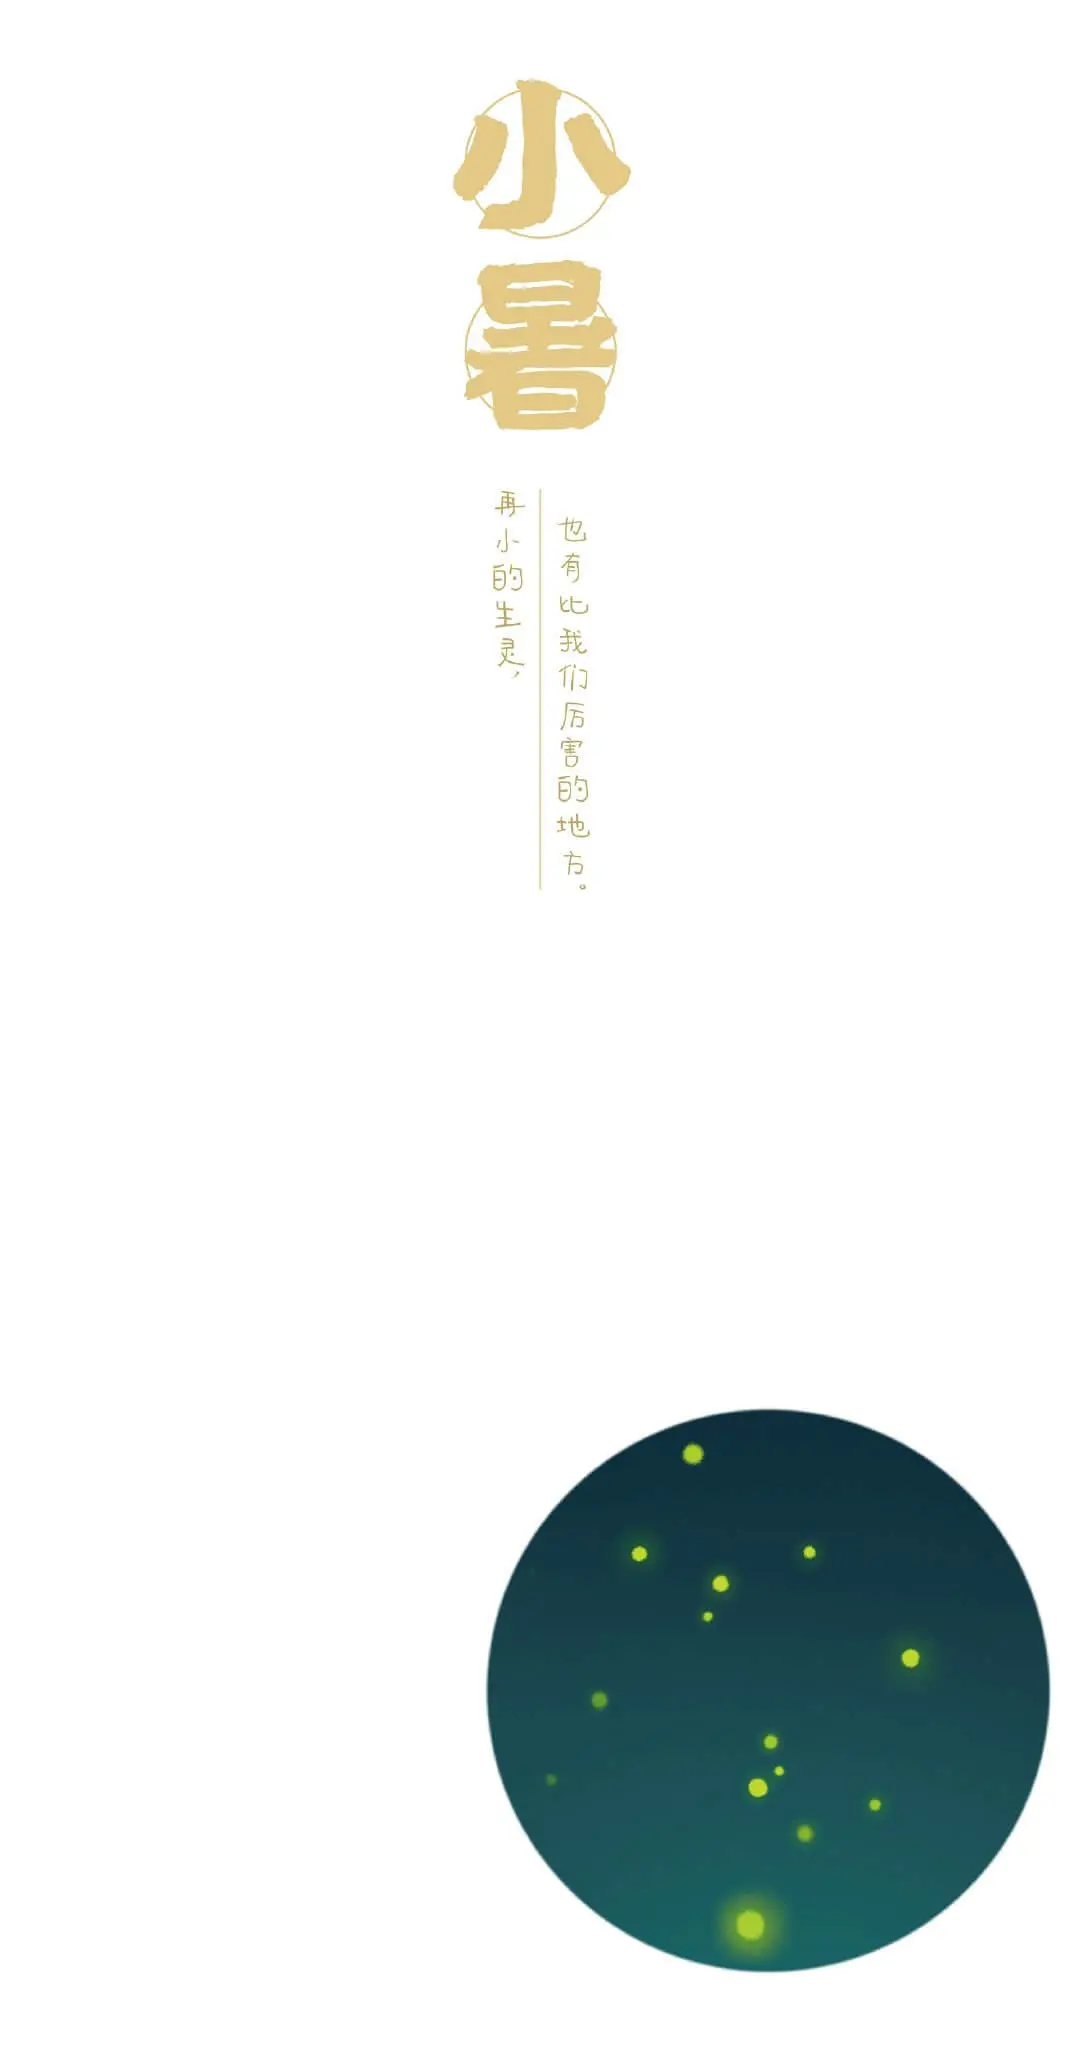 小暑
再小的生灵，
也有比我们厉害的地方。